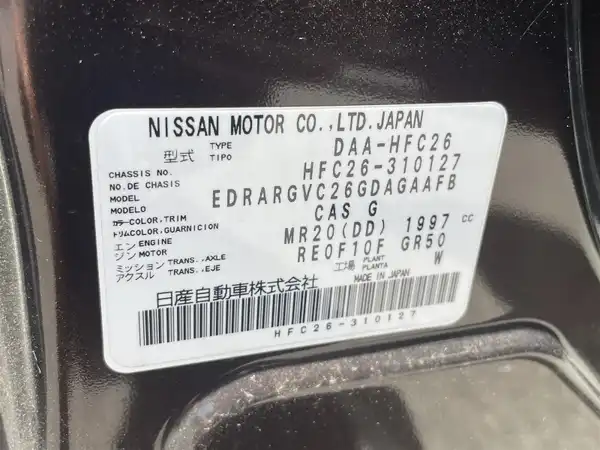 NISSAN MOTOR CO.,LTD.JAPAN
型式 TYPE TIPO DAA-HFC26
CHASSIS NO. NO.DE CHASIS HFC26-310127
MODEL MODELO EDRARGVC26GDAGAAFB
カラー COLOR,TRIM トリム COLOR,GUARNICION CAS G
エンジン ENGINE MOTOR MR20(DD) 1997 CC
ミッション TRANS.,AXLE アクスル TRANS.,EJE RE0F10F GR50
工場 PLANT PLANTA W
日産自動車株式会社 MADE IN JAPAN
HFC26-310127